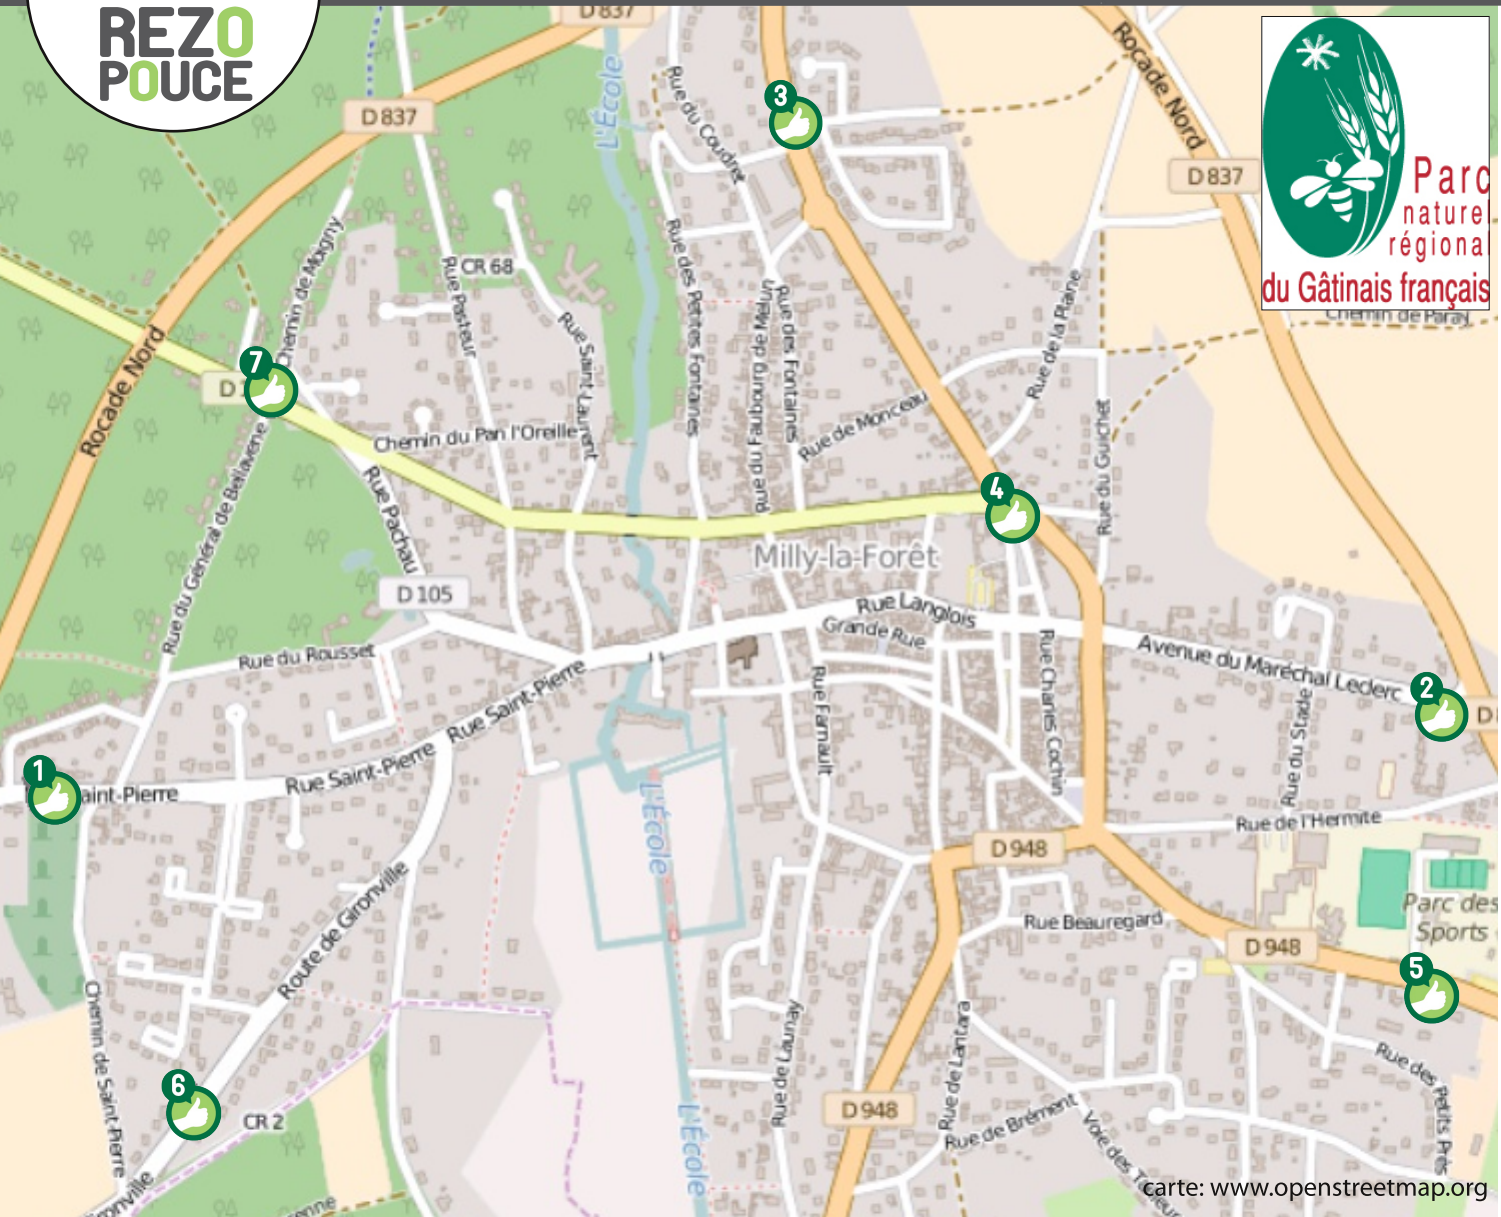 REZO
POUCE
D 837
L'École
Rue du Coudret
3
Rocade Nord
D 837
D 837
Parc
naturel
régional
du Gâtinais français
Chemin de Paray
Chemin de Moigny
CR 68
Rue Pasteur
Rue Saint-Laurent
Rue des Petites Fontaines
Rue du Faubourg de Melun
Rue des Fontaines
Rue de la Plaine
Rocade Nord
7
Chemin du Pan l'Oreille
Rue de Monceau
Rue du Guichet
Rue du Général de Bellavene
Rue Pachau
4
Milly-la-Forêt
D 105
Rue Langlois
Grande Rue
Rue du Rousset
Rue Saint-Pierre
Rue Farnault
Rue Charles Cochin
Avenue du Maréchal Leclerc
2
Rue du Stade
1
aint-Pierre
Rue Saint-Pierre
L'École
Rue de l'Hermite
D 948
Route de Gironville
Rue Beauregard
D 948
Parc des
Sports
5
Chemin de Saint-Pierre
Rue de Launay
Rue de Lantara
Rue des Petits Prés
6
CR 2
D 948
Rue de Brément
Voie des
L'École
carte: www.openstreetmap.org